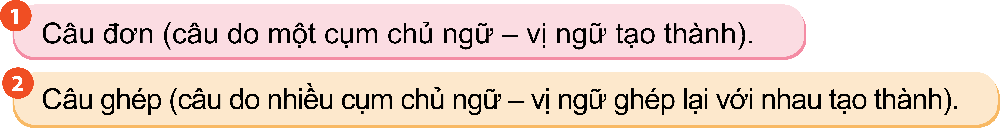 1 Câu đơn (câu do một cụm chủ ngữ – vị ngữ tạo thành).
2 Câu ghép (câu do nhiều cụm chủ ngữ – vị ngữ ghép lại với nhau tạo thành).